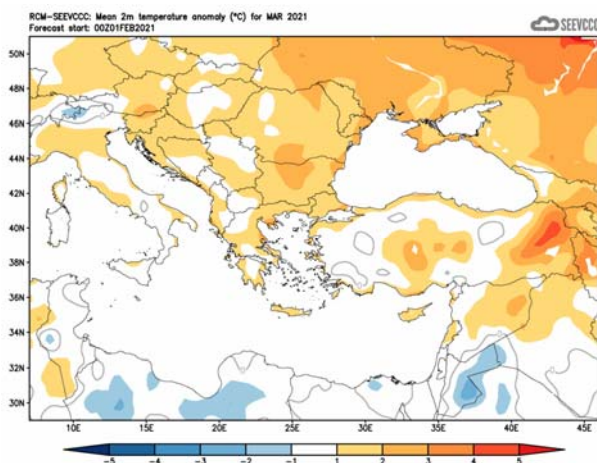 RCM-SEEVCCC: Mean 2m temperature anomaly (°C) for MAR 2021
Forecast start: 00Z01FEB2021
SEEVCCC
50N
48N
46N
44N
42N
40N
38N
36N
34N
32N
30N
10E 15E 20E 25E 30E 35E 40E 45E
-5 -4 -3 -2 -1 1 2 3 4 5